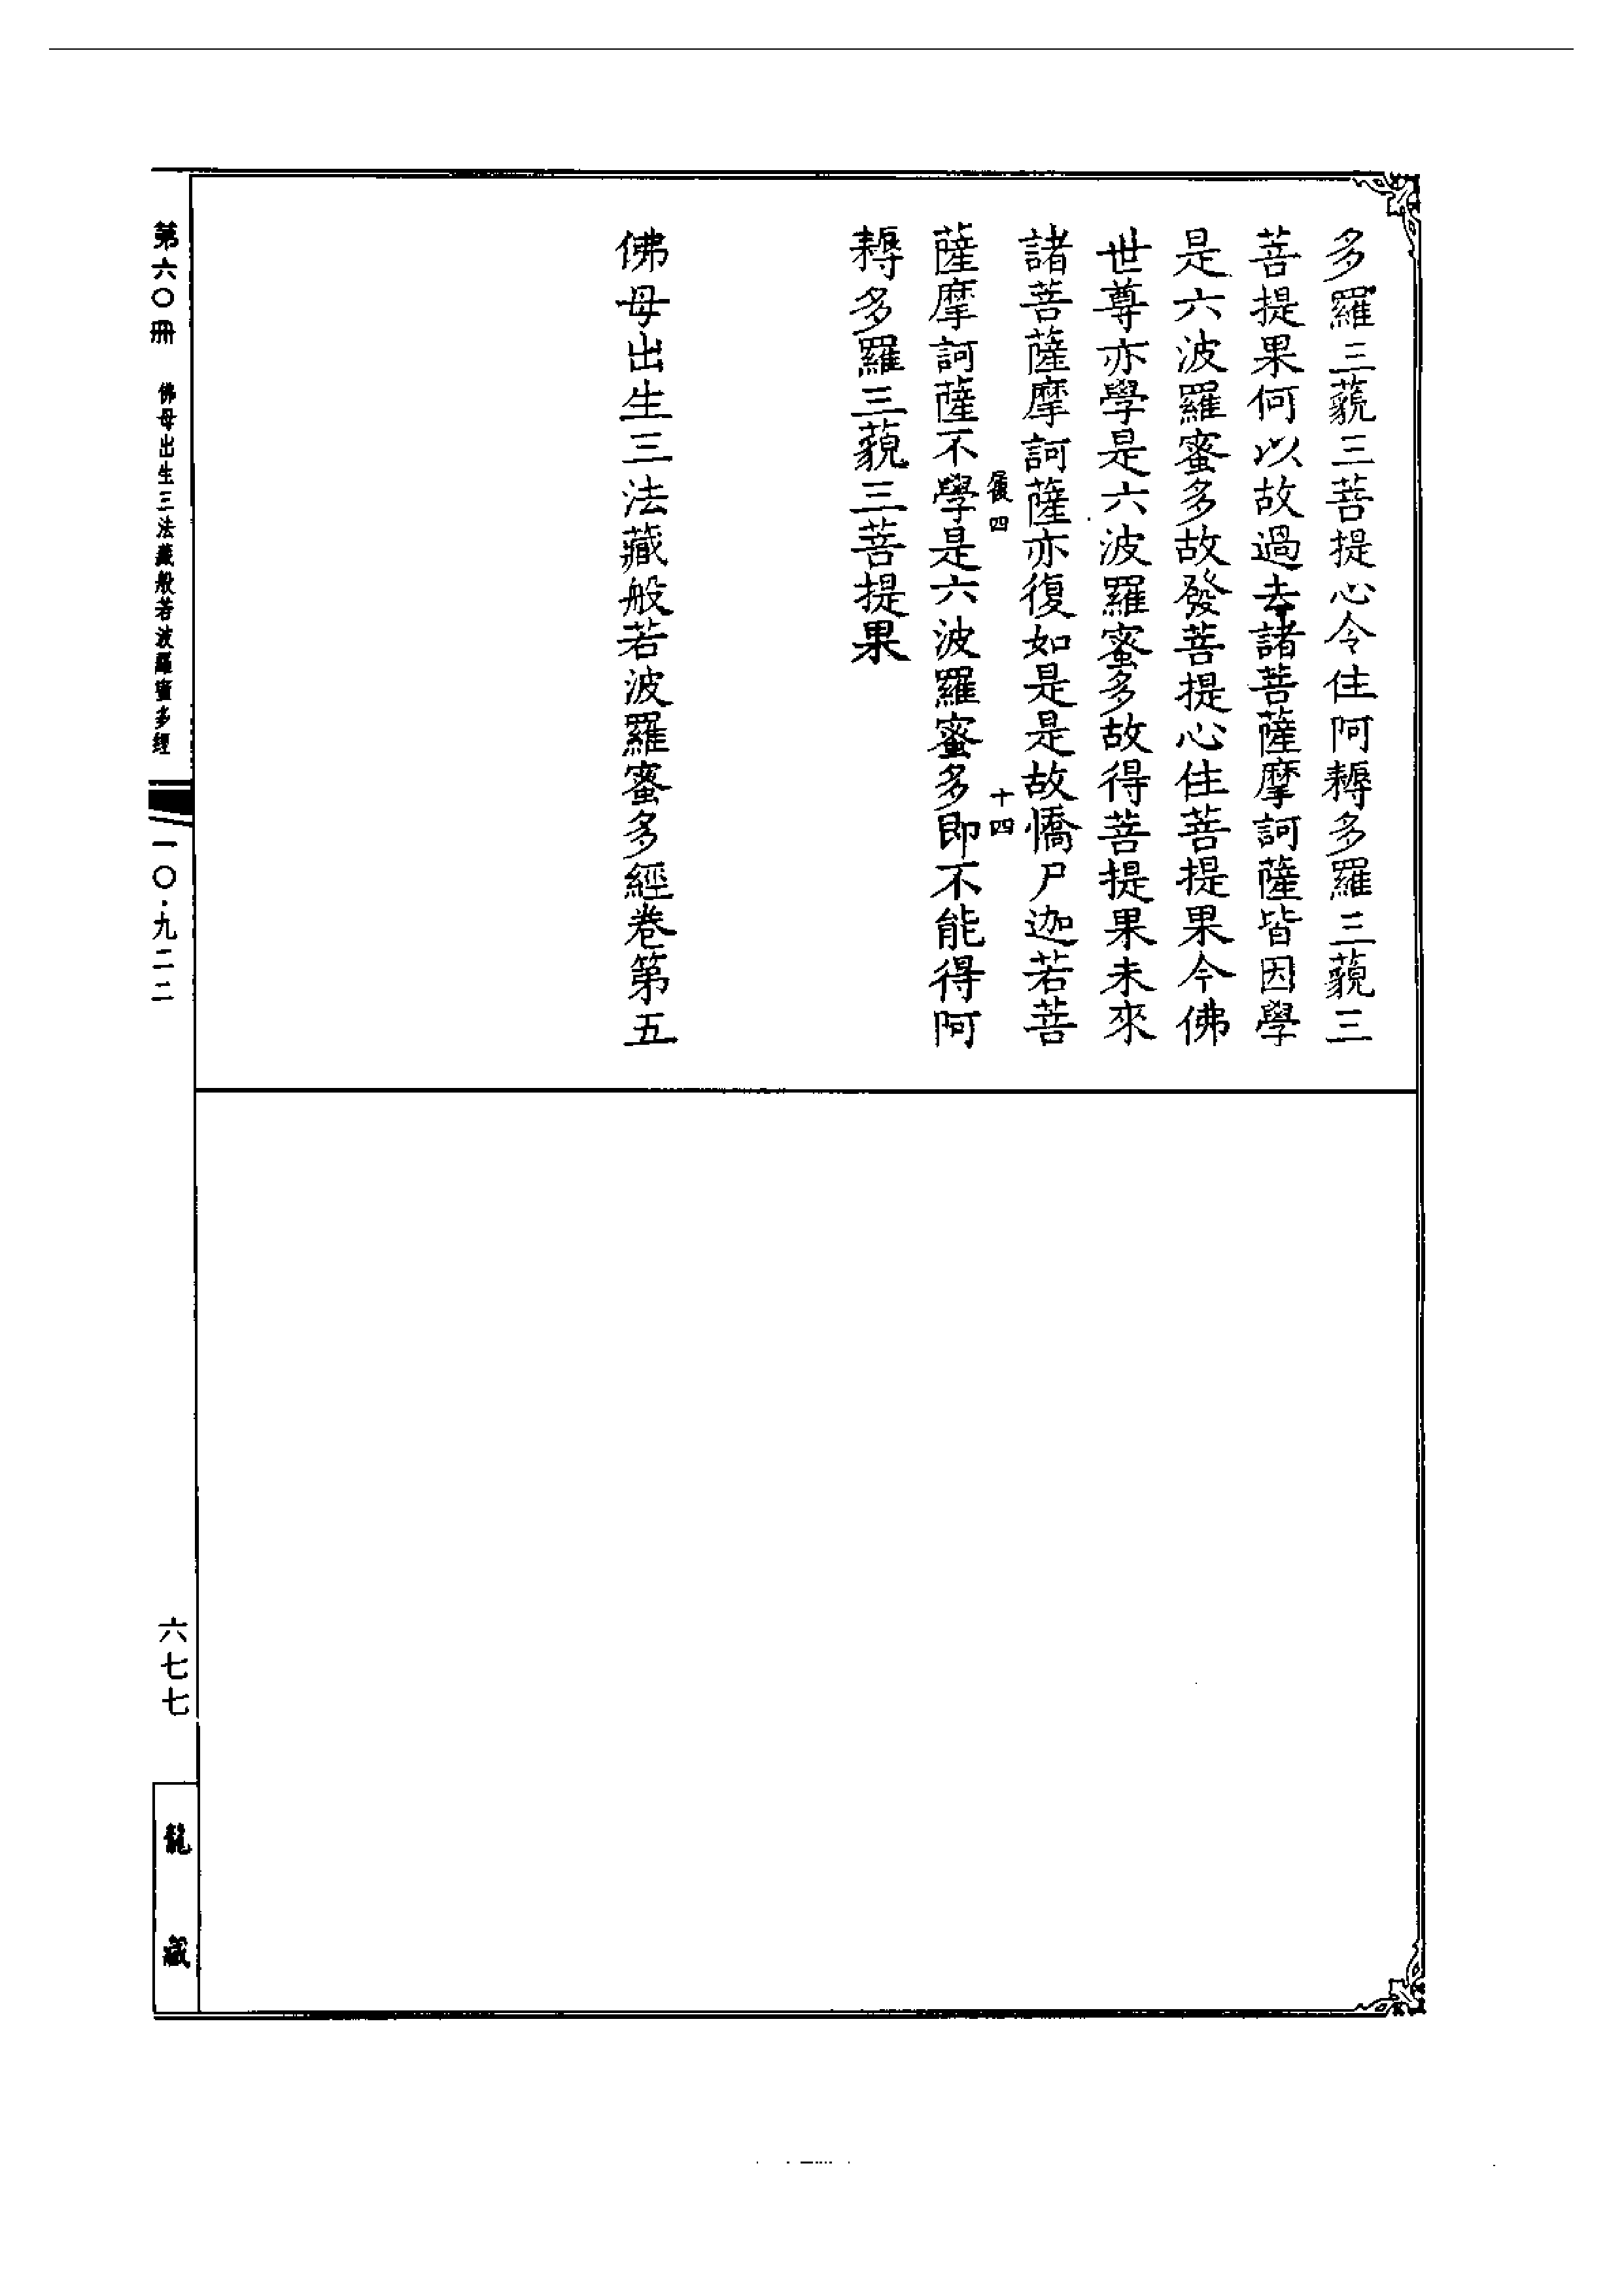 多羅三藐三菩提心令住阿耨多羅三藐三
菩提果何以故過去諸菩薩摩訶薩皆因學
是六波羅蜜多故發菩提心住菩提果今佛
世尊亦學是六波羅蜜多故得菩提果未來
諸菩薩摩訶薩亦復如是是故憍尸迦若菩
履四 十四
薩摩訶薩不學是六波羅蜜多即不能得阿
耨多羅三藐三菩提果
佛母出生三法藏般若波羅蜜多經卷第五
第六〇冊 佛母出生三法藏般若波羅蜜多經 一〇·九二二
六七七
龍藏